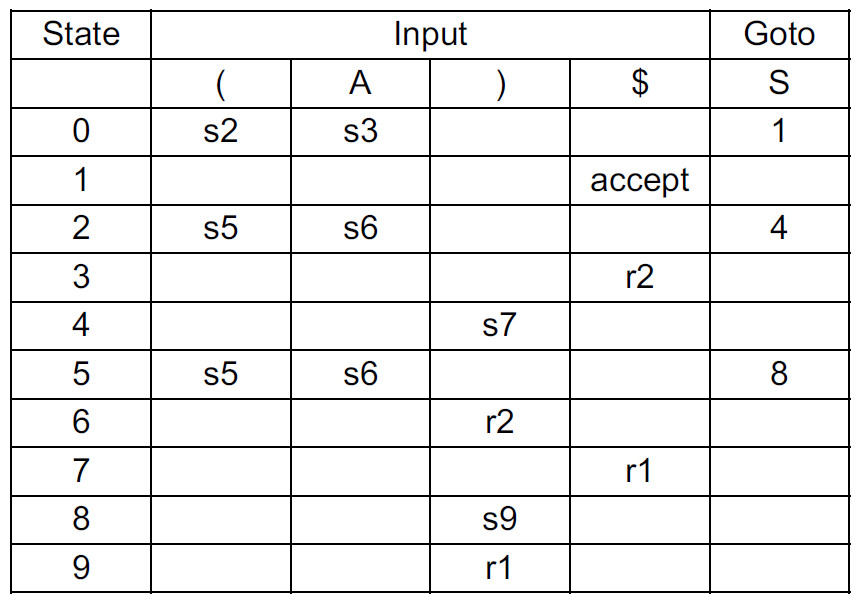 State Input Goto
( A ) $ S
0 s2 s3 1
1 accept
2 s5 s6 4
3 r2
4 s7
5 s5 s6 8
6 r2
7 r1
8 s9
9 r1